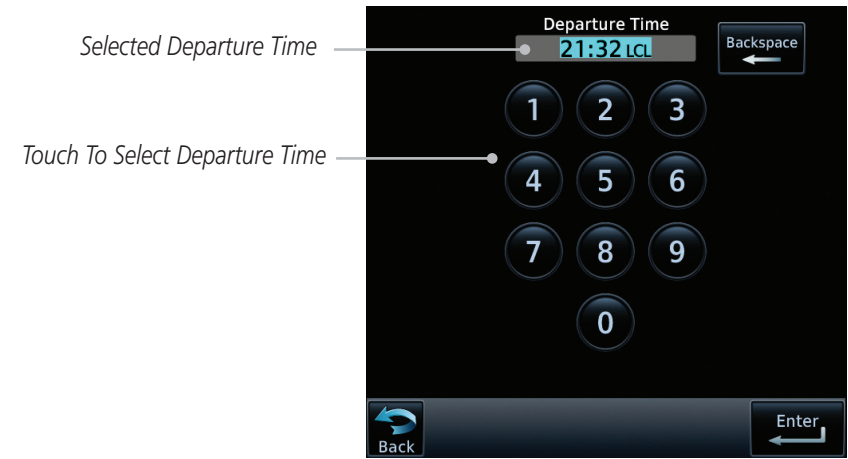 Departure Time
Selected Departure Time
21:32 LCL
Backspace
1 2 3
Touch To Select Departure Time
4 5 6
7 8 9
0
Back
Enter